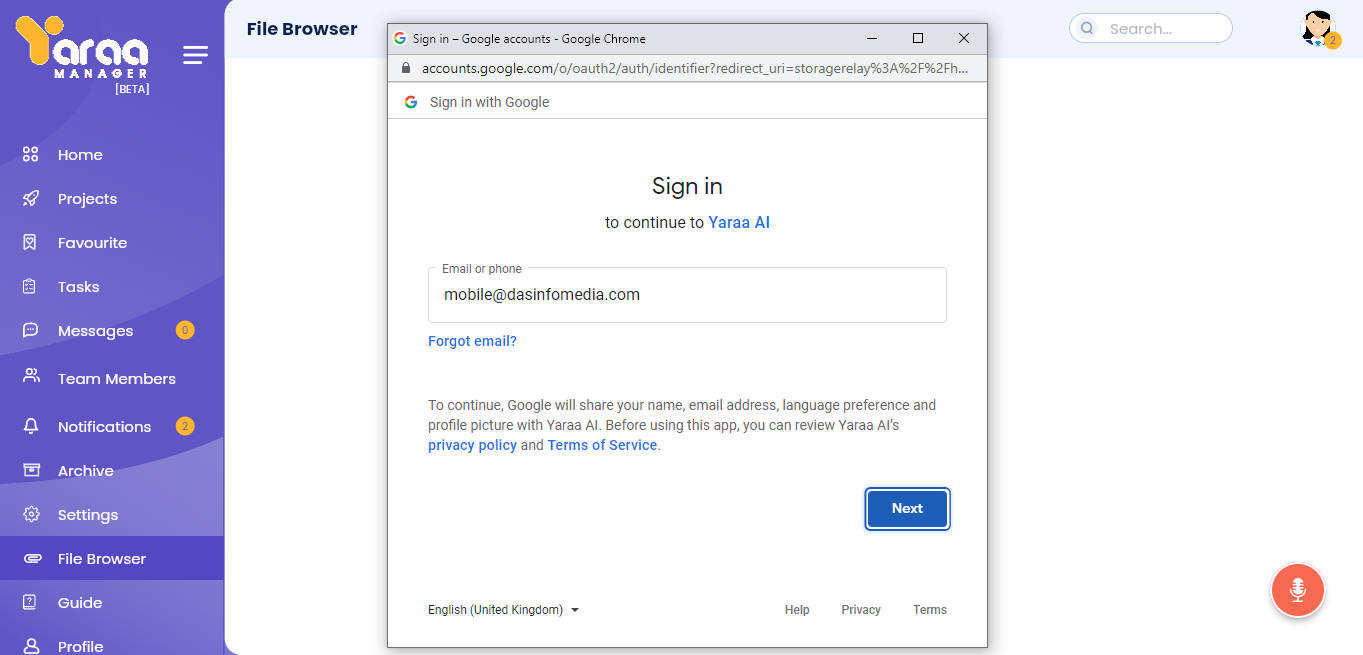 Yaraa
MANAGER
[BETA]
Home
Projects
Favourite
Tasks
Messages 0
Team Members
Notifications 2
Archive
Settings
File Browser
Guide
Profile
File Browser
Search...
2
Sign in – Google accounts - Google Chrome
accounts.google.com/o/oauth2/auth/identifier?redirect_uri=storagerelay%3A%2F%2Fh...
Sign in with Google
Sign in
to continue to Yaraa AI
Email or phone
mobile@dasinfomedia.com
Forgot email?
To continue, Google will share your name, email address, language preference and
profile picture with Yaraa AI. Before using this app, you can review Yaraa AI’s
privacy policy and Terms of Service.
Next
English (United Kingdom)
Help Privacy Terms